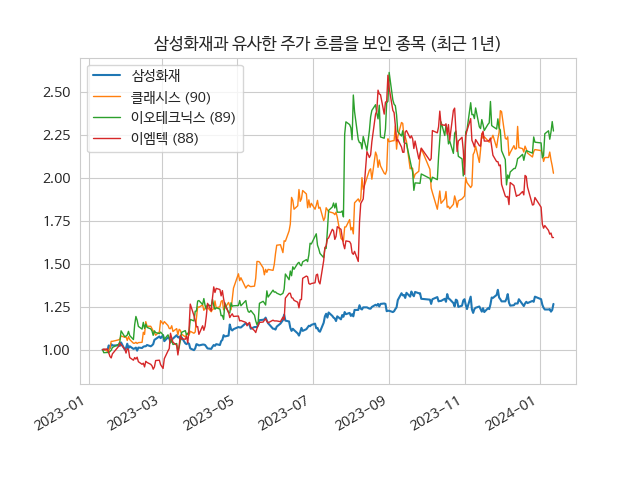 삼성화재과 유사한 주가 흐름을 보인 종목 (최근 1년)
삼성화재
클래시스 (90)
이오테크닉스 (89)
이엠텍 (88)
2.50
2.25
2.00
1.75
1.50
1.25
1.00
2023-01
2023-03
2023-05
2023-07
2023-09
2023-11
2024-01